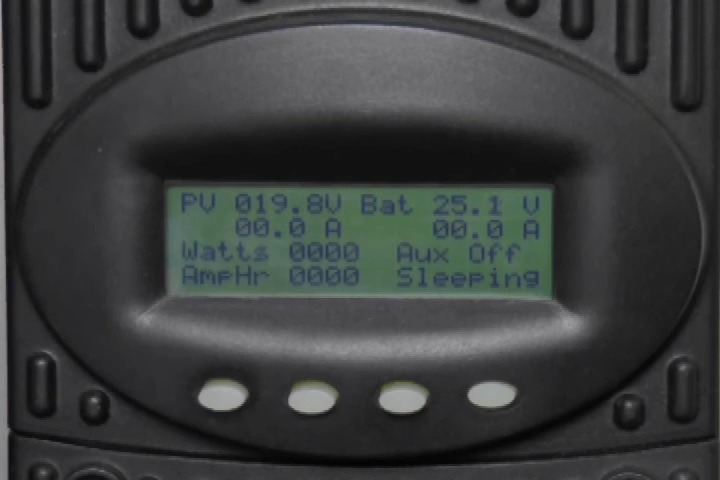 PV 019.8V Bat 25.1 V
00.0 A 00.0 A
Watts 0000 Aux Off
AmpHr 0000 Sleeping